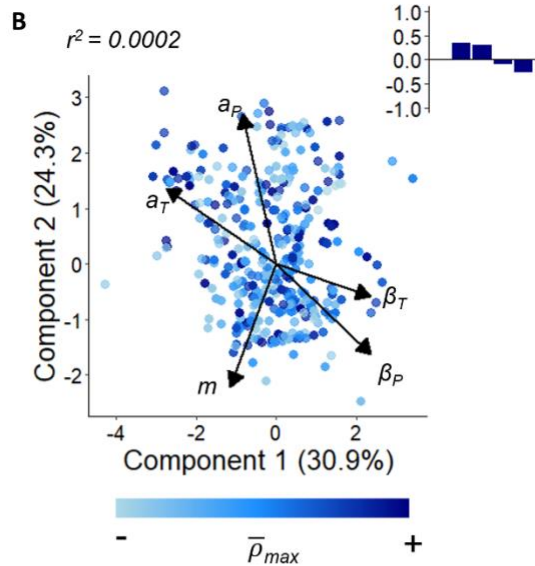 B
r² = 0.0002
1.0
0.5
0.0
-0.5
-1.0
3
2
1
0
-1
-2
Component 2 (24.3%)
a_P
a_T
β_T
β_P
m
-4 -2 0 2
Component 1 (30.9%)
- ρ̅_max +